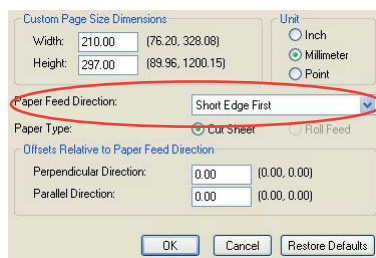 Custom Page Size Dimensions
Unit
Width: 210.00 (76.20, 328.08)
Inch
Height: 297.00 (89.96, 1200.15)
Millimeter
Point
Paper Feed Direction: Short Edge First
Paper Type: Cut Sheet Roll Feed
Offsets Relative to Paper Feed Direction
Perpendicular Direction: 0.00 (0.00, 0.00)
Parallel Direction: 0.00 (0.00, 0.00)
OK Cancel Restore Defaults